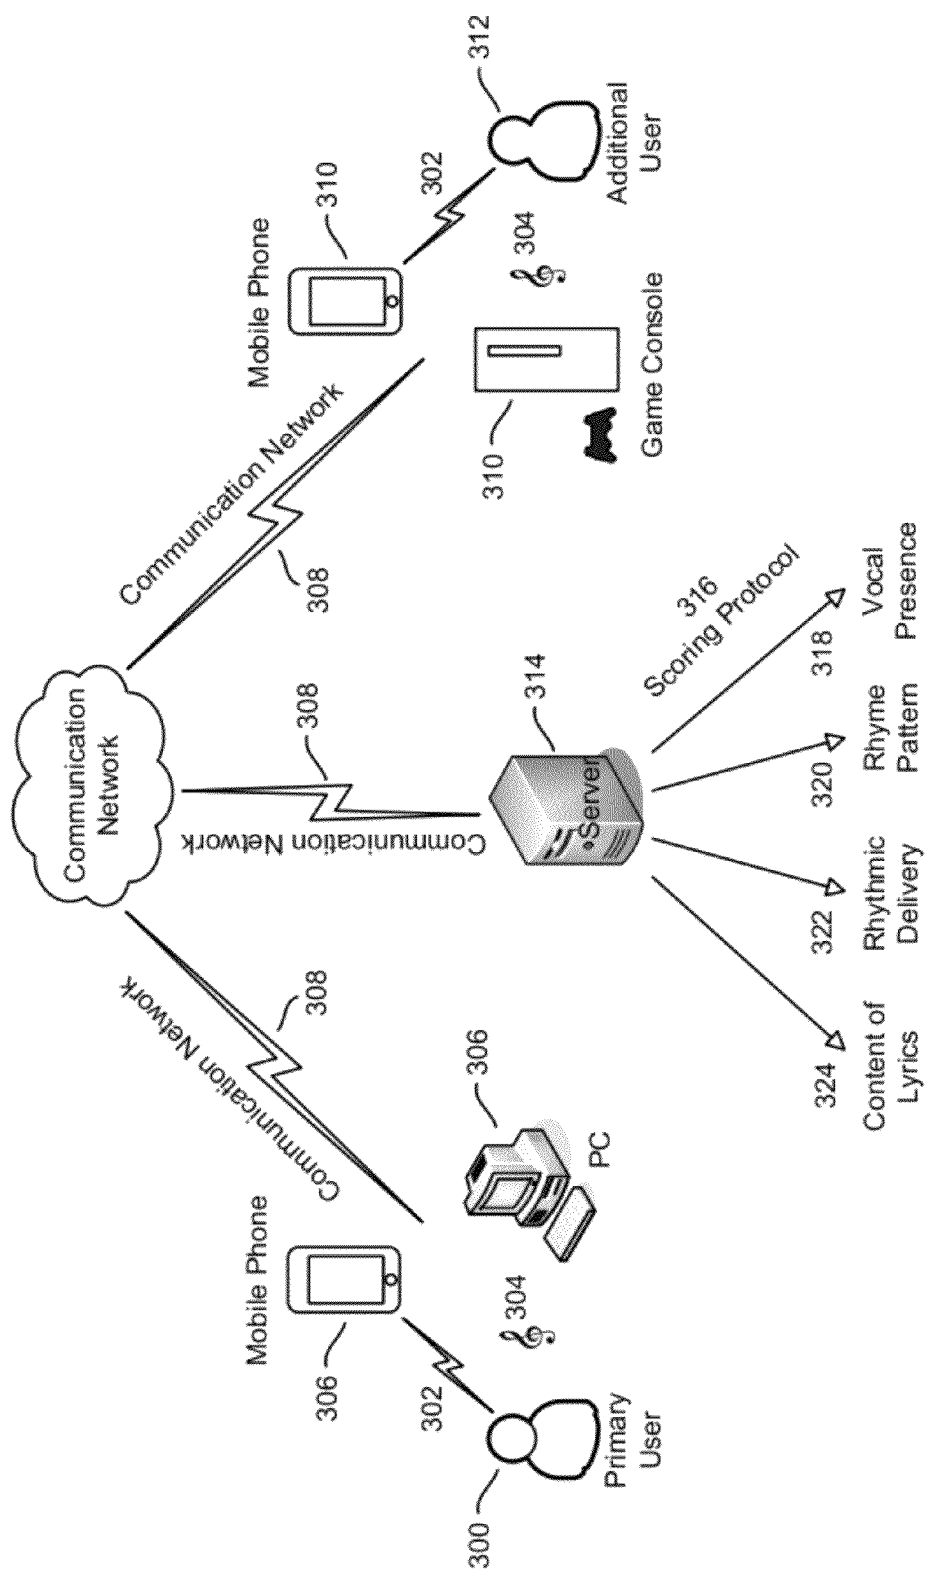 Communication
Network
Communication Network
308
Communication Network
308
Communication Network
308
Mobile Phone
306
302
300
Primary
User
304
306
PC
314
Server
Mobile Phone
310
302
312
Additional
User
304
310
Game Console
316
Scoring Protocol
324
Content of
Lyrics
322
Rhythmic
Delivery
320
Rhyme
Pattern
318
Vocal
Presence